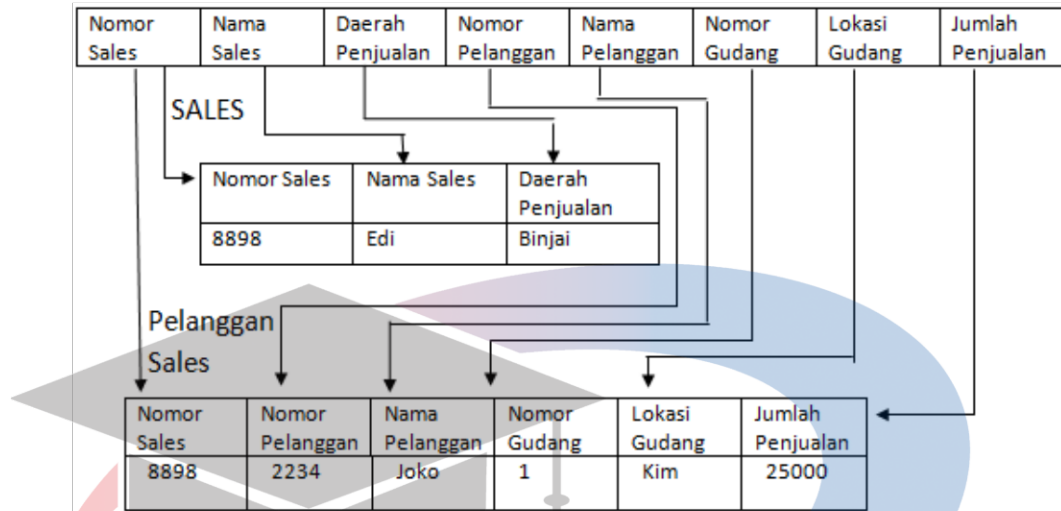 Nomor Sales
Nama Sales
Daerah Penjualan
Nomor Pelanggan
Nama Pelanggan
Nomor Gudang
Lokasi Gudang
Jumlah Penjualan
SALES
Nomor Sales
Nama Sales
Daerah Penjualan
8898
Edi
Binjai
Pelanggan
Sales
Nomor Sales
Nomor Pelanggan
Nama Pelanggan
Nomor Gudang
Lokasi Gudang
Jumlah Penjualan
8898
2234
Joko
1
Kim
25000